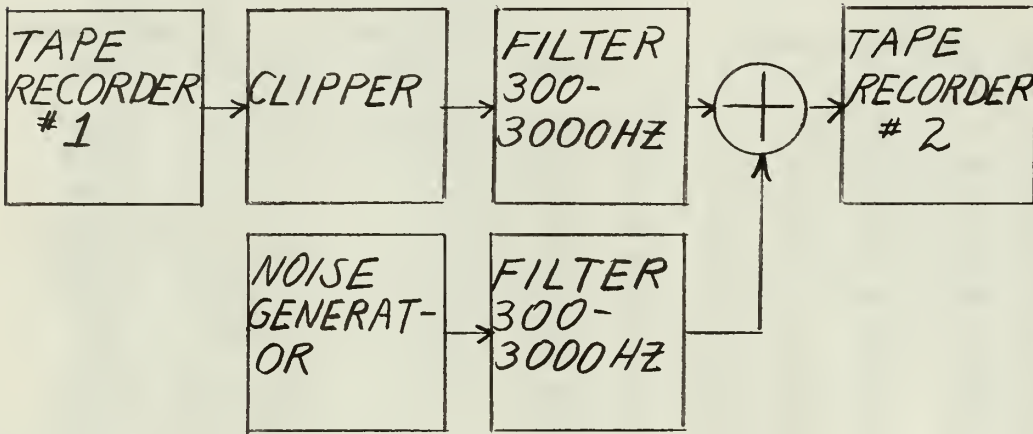 TAPE
RECORDER
# 1
CLIPPER
FILTER
300-
3000HZ
TAPE
RECORDER
# 2
NOISE
GENERAT-
OR
FILTER
300-
3000HZ